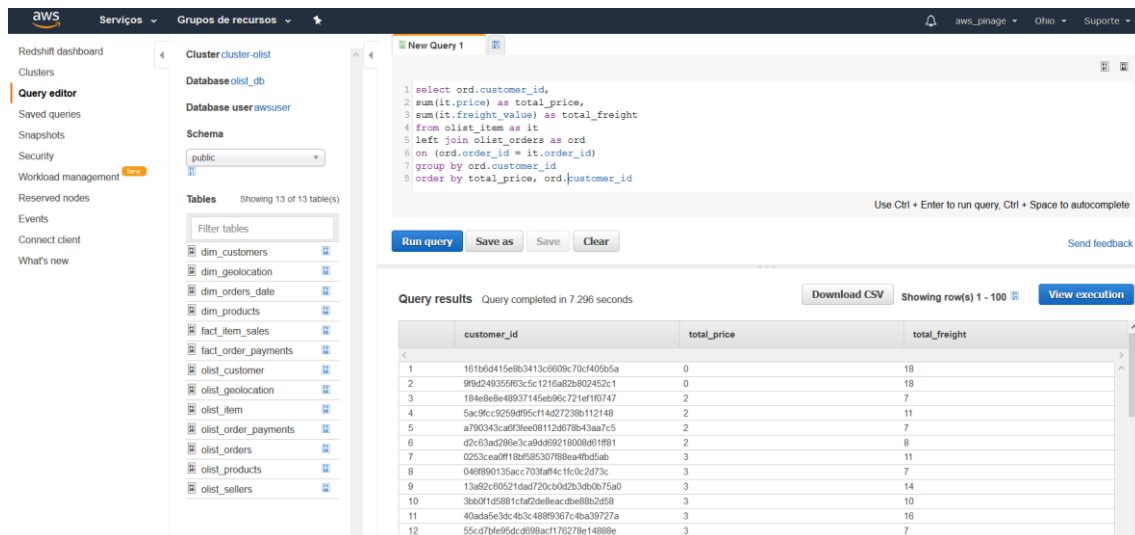 aws Serviços Grupos de recursos aws_pinage Ohio Suporte
Redshift dashboard
Clusters
Query editor
Saved queries
Snapshots
Security
Workload management New
Reserved nodes
Events
Connect client
What's new
Cluster cluster-olist
Database olist_db
Database user awsuser
Schema
public
Tables Showing 13 of 13 table(s)
Filter tables
dim_customers
dim_geolocation
dim_orders_date
dim_products
fact_item_sales
fact_order_payments
olist_customer
olist_geolocation
olist_item
olist_order_payments
olist_orders
olist_products
olist_sellers
New Query 1
1 select ord.customer_id,
2 sum(it.price) as total_price,
3 sum(it.freight_value) as total_freight
4 from olist_item as it
5 left join olist_orders as ord
6 on (ord.order_id = it.order_id)
7 group by ord.customer_id
8 order by total_price, ord.customer_id
Use Ctrl + Enter to run query, Ctrl + Space to autocomplete
Run query Save as Save Clear Send feedback
Query results Query completed in 7.296 seconds Download CSV Showing row(s) 1 - 100 View execution
customer_id total_price total_freight
1 161b6d415e8b3413c6609c70cf405b5a 0 18
2 9f9d249355f63c5c1216a82b802452c1 0 18
3 184e8e8e48937145eb96c721ef1f0747 2 7
4 5ac9fcc9259df95cf14d27238b112148 2 11
5 a790343ca6f3fee08112d678b43aa7c5 2 7
6 d2c63ad286e3ca9dd69218008d61ff81 2 8
7 0253cea0ff18bf585307f88ea4fbd5ab 3 11
8 046f890135acc703faff4c1fc0c2d73c 3 7
9 13a92c60521dad720cb0d2b3db0b75a0 3 14
10 3bb0f1d5881cfaf2de8eacdbe88b2d58 3 10
11 40ada5e3dc4b3c488f9367c4ba39727a 3 16
12 55cd7bfe95dcd698acf176278e14888e 3 7